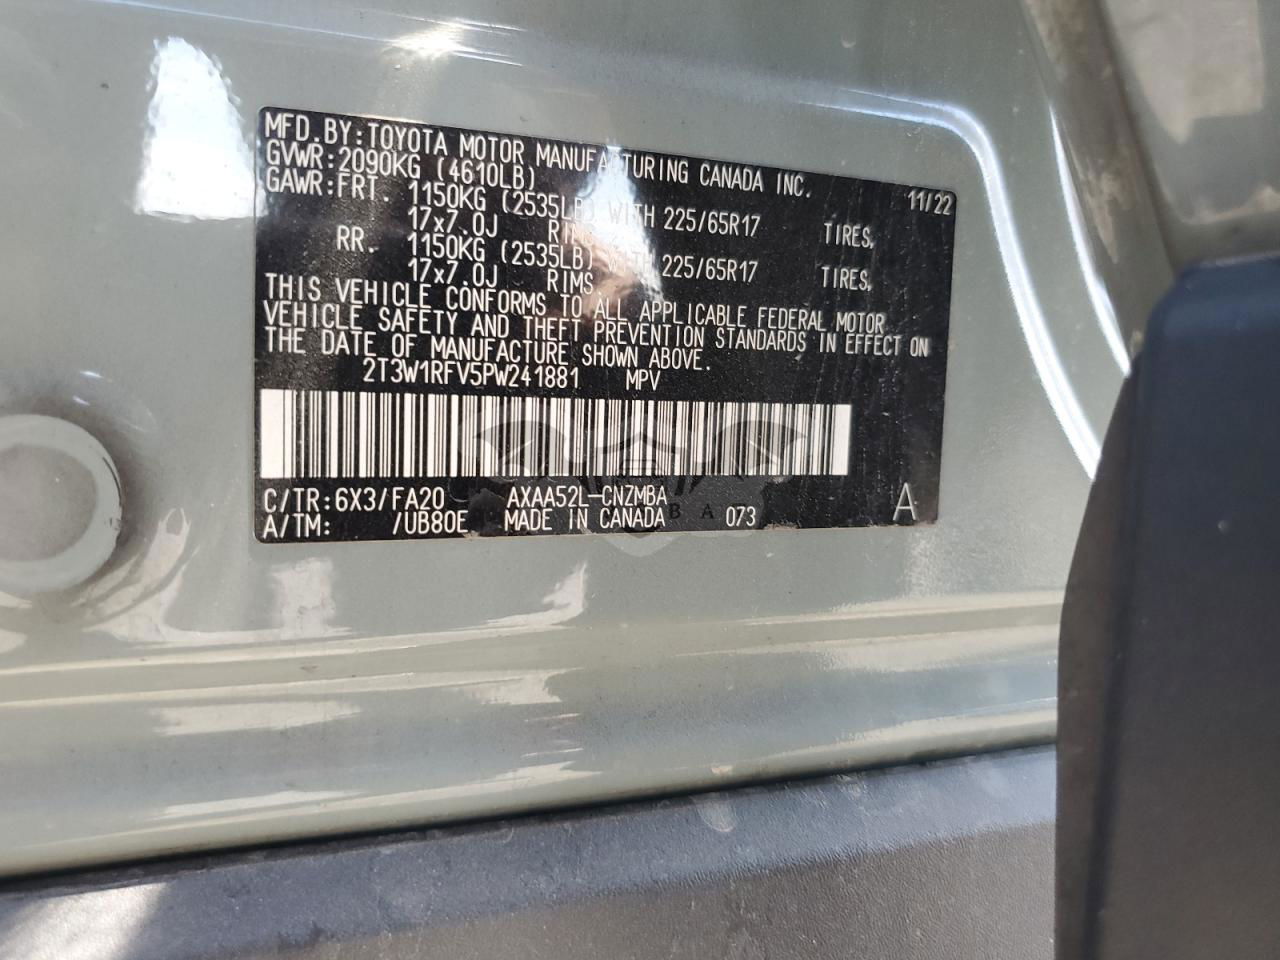 MFD.BY:TOYOTA MOTOR MANUFACTURING CANADA INC.
GVWR:2090KG (4610LB) 11/22
GAWR:FRT. 1150KG (2535LB) WITH 225/65R17 TIRES,
17x7.0J RIMS,
RR. 1150KG (2535LB) WITH 225/65R17 TIRES,
17x7.0J RIMS.
THIS VEHICLE CONFORMS TO ALL APPLICABLE FEDERAL MOTOR
VEHICLE SAFETY AND THEFT PREVENTION STANDARDS IN EFFECT ON
THE DATE OF MANUFACTURE SHOWN ABOVE.
2T3W1RFV5PW241881 MPV
C/TR:6X3/FA20 AXAA52L-CNZMBA
A/TM: /UB80E MADE IN CANADA 073 A